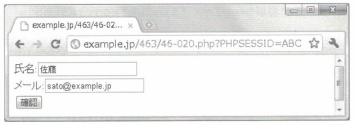 example.jp/463/46-02...
example.jp/463/46-020.php?PHPSESSID=ABC
氏名:佐藤
メール:sato@example.jp
確認